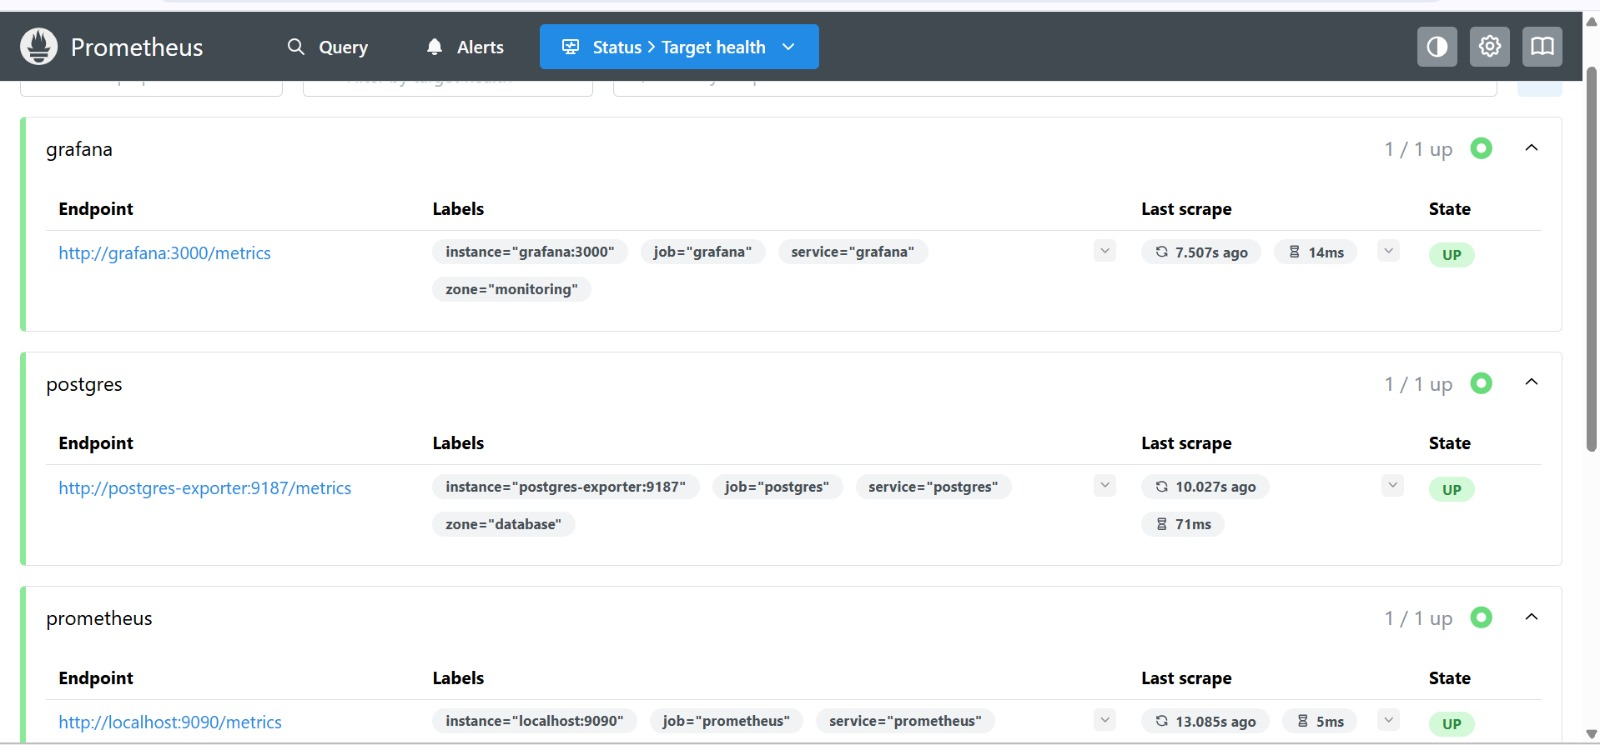 Prometheus Query Alerts Status > Target health
grafana 1 / 1 up
Endpoint Labels Last scrape State
http://grafana:3000/metrics instance="grafana:3000" job="grafana" service="grafana" 7.507s ago 14ms UP
zone="monitoring"
postgres 1 / 1 up
Endpoint Labels Last scrape State
http://postgres-exporter:9187/metrics instance="postgres-exporter:9187" job="postgres" service="postgres" 10.027s ago UP
zone="database" 71ms
prometheus 1 / 1 up
Endpoint Labels Last scrape State
http://localhost:9090/metrics instance="localhost:9090" job="prometheus" service="prometheus" 13.085s ago 5ms UP